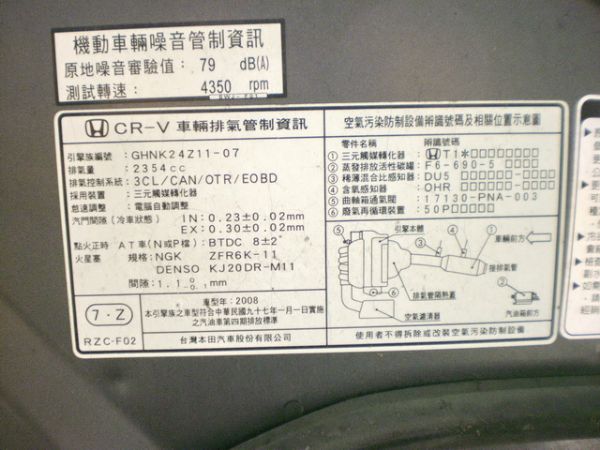 機動車輛噪音管制資訊
原地噪音審驗值： 79 dB(A)
測試轉速： 4350 rpm
HONDA CR-V 車輛排氣管制資訊
引擎族編號：GHNK24Z11-07
排氣量：2354cc
排氣控制系統：3CL/CAN/OTR/EOBD
採用裝置：三元觸媒轉化器
怠速調整：電腦自動調整
汽門間隙（冷車狀態） IN：0.23±0.02mm
EX：0.30±0.02mm
點火正時 AT車（N或P檔）：BTDC 8±2°
火星塞 規格：NGK ZFR6K-11
DENSO KJ20DR-M11
間隙：1.1 0 -0.1 mm
7・Z
RZC-F02
車型年：2008
本引擎族之車型符合中華民國九十七年一月一日實施
之汽油車第四期排放標準
台灣本田汽車股份有限公司
空氣污染防制設備辨識號碼及相關位置示意圖
零件名稱 辨識號碼
①三元觸媒轉化器：T1*□□□□□□□
②蒸發排放活性碳罐：F6-690-5□□□□
③稀薄混合比感知器：DU5□□□□□□□
④含氧感知器：OHR□□□□□□□
⑤曲軸箱通氣閥：17130-PNA-003
⑥廢氣再循環裝置：50P□□□□□
引擎本體
車輛前方
接排氣管
排氣管隔熱蓋
空氣濾清器
汽油箱前方
使用者不得拆除或改裝空氣污染防制設備